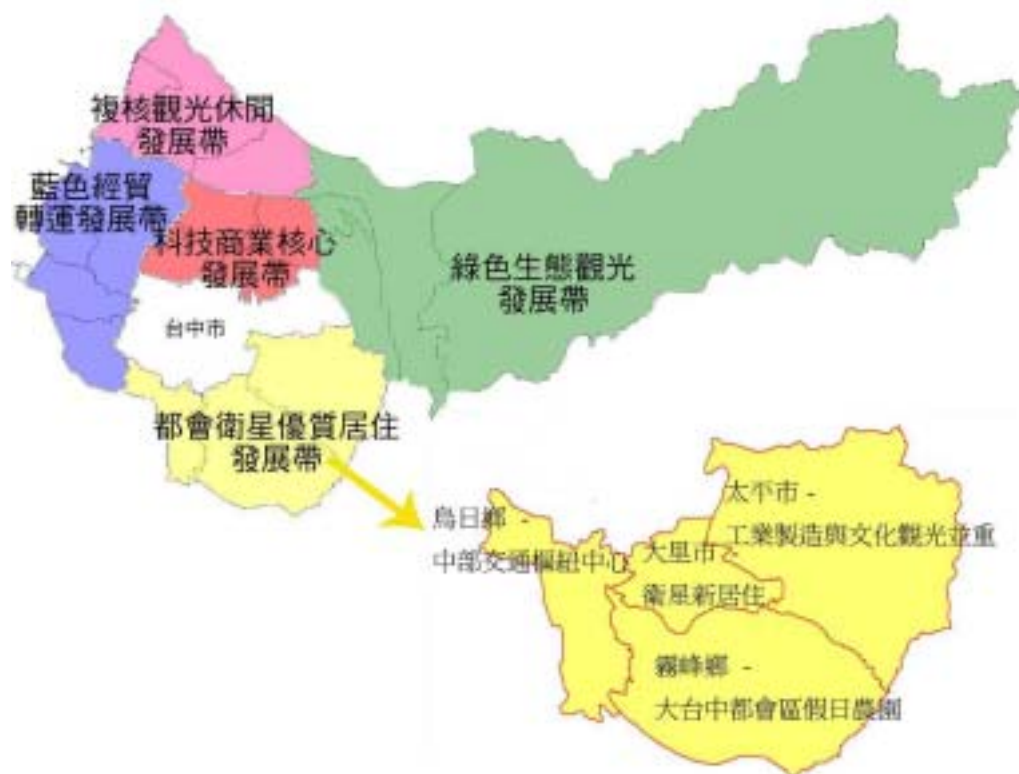 複核觀光休閒
發展帶
藍色經貿
轉運發展帶
科技商業核心
發展帶
綠色生態觀光
發展帶
台中市
都會衛星優質居住
發展帶
烏日鄉 -
中部交通樞紐中心
大里市 -
衛星新居住
太平市 -
工業製造與文化觀光並重
霧峰鄉 -
大台中都會區假日農園